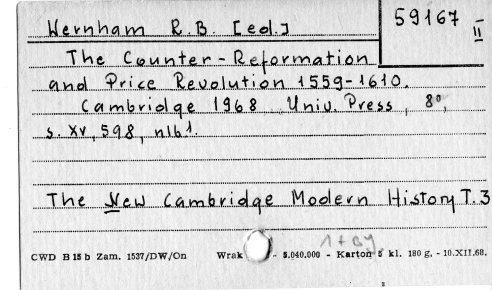 Wernham R.B. [ed.] 59167 II
The Counter-Reformation
and Price Revolution 1559-1610.
Cambridge 1968 Univ. Press, 8°,
s. XV, 598, nlb1.
The New Cambridge Modern History T.3
CWD B 15 b Zam. 1537/DW/On Wrak - 5.040.000 - Karton 5 kl. 180 g, - 10.XII.68.